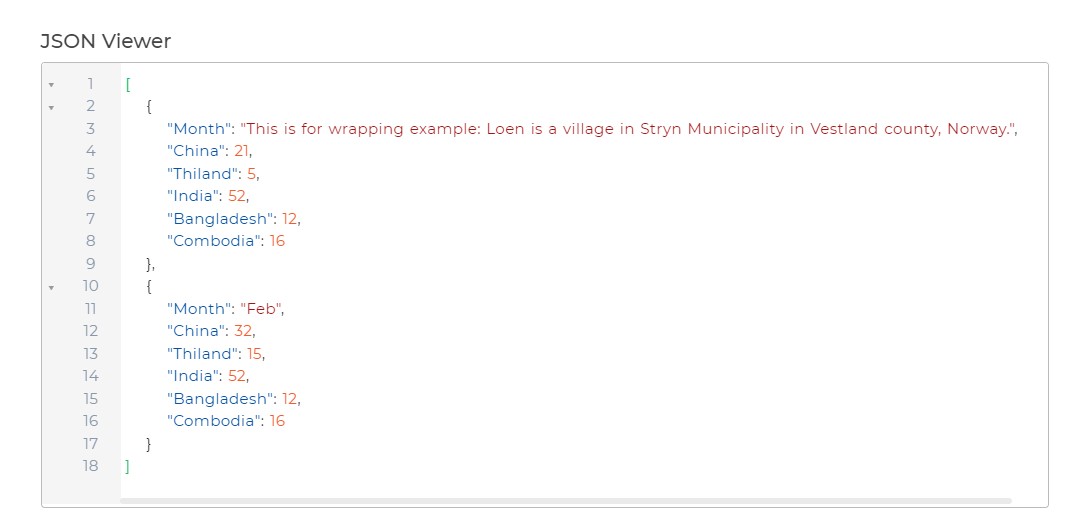 JSON Viewer
1 [
2 {
3 "Month": "This is for wrapping example: Loen is a village in Stryn Municipality in Vestland county, Norway.",
4 "China": 21,
5 "Thiland": 5,
6 "India": 52,
7 "Bangladesh": 12,
8 "Combodia": 16
9 },
10 {
11 "Month": "Feb",
12 "China": 32,
13 "Thiland": 15,
14 "India": 52,
15 "Bangladesh": 12,
16 "Combodia": 16
17 }
18 ]